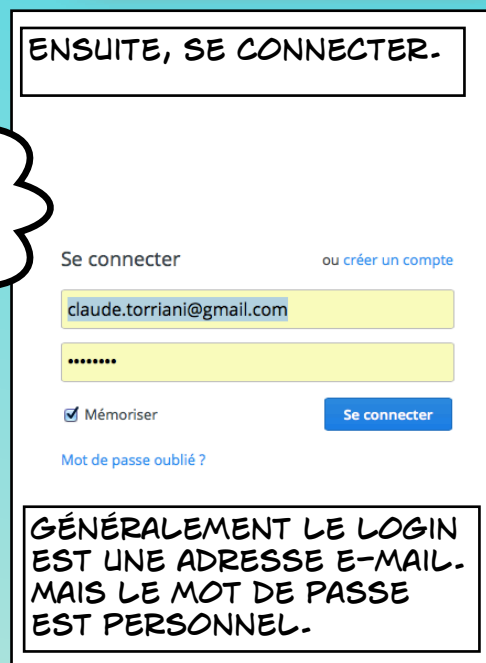 ENSUITE, SE CONNECTER.
Se connecter
ou créer un compte
claude.torriani@gmail.com
••••••••
Mémoriser
Se connecter
Mot de passe oublié ?
GÉNÉRALEMENT LE LOGIN
EST UNE ADRESSE E-MAIL.
MAIS LE MOT DE PASSE
EST PERSONNEL.